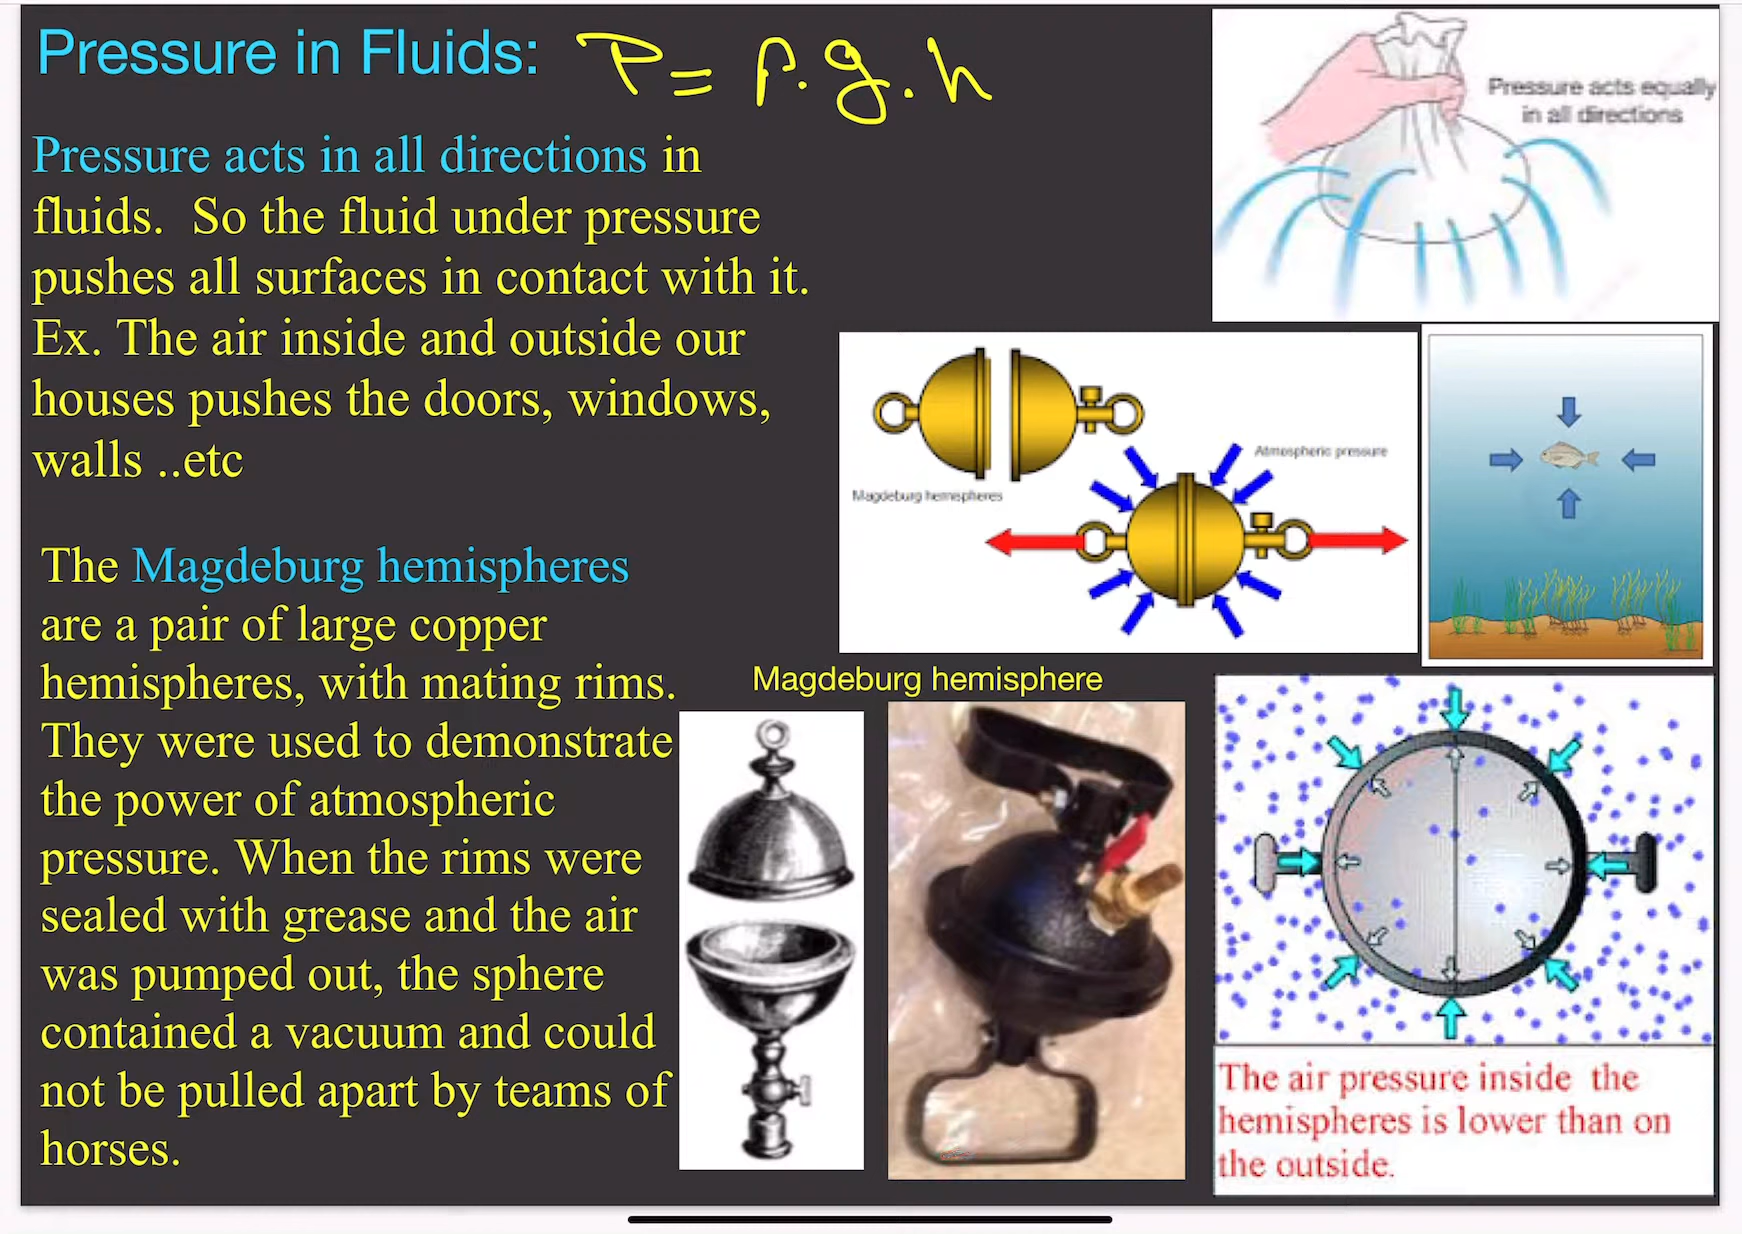 Pressure in Fluids: P = ρ.g.h
Pressure acts in all directions in
fluids. So the fluid under pressure
pushes all surfaces in contact with it.
Ex. The air inside and outside our
houses pushes the doors, windows,
walls ..etc
The Magdeburg hemispheres
are a pair of large copper
hemispheres, with mating rims.
They were used to demonstrate
the power of atmospheric
pressure. When the rims were
sealed with grease and the air
was pumped out, the sphere
contained a vacuum and could
not be pulled apart by teams of
horses.
Pressure acts equally
in all directions
Magdeburg hemispheres
Atmospheric pressure
Magdeburg hemisphere
The air pressure inside the
hemispheres is lower than on
the outside.